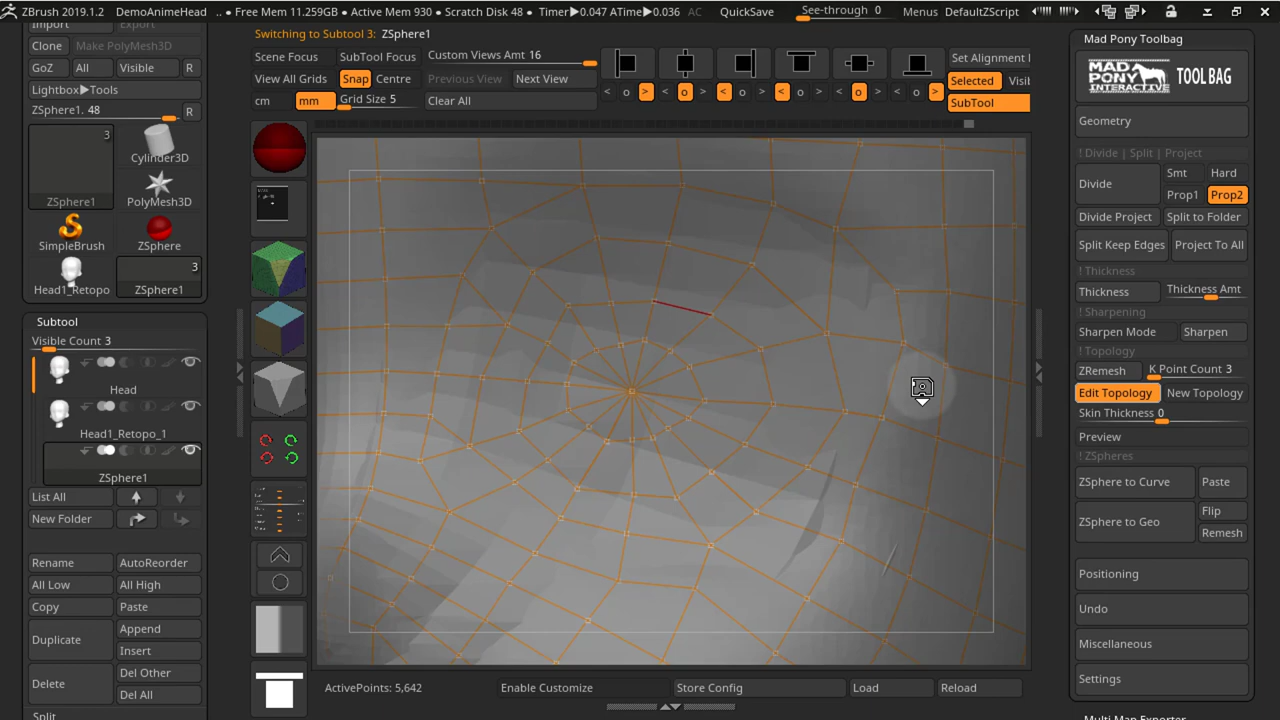 ZBrush 2019.1.2 DemoAnimeHead .. • Free Mem 11.259GB • Active Mem 930 • Scratch Disk 48 • Timer▶0.047 ATime▶0.036 AC QuickSave See-through 0 Menus DefaultZScript
Import Export
Clone Make PolyMesh3D
GoZ All Visible R
Lightbox▶Tools
ZSphere1. 48 R
3
Cylinder3D
ZSphere1 PolyMesh3D
SimpleBrush ZSphere
3
Head1_Retopo ZSphere1
Subtool
Visible Count 3
Head
Head1_Retopo_1
ZSphere1
List All
New Folder
Rename AutoReorder
All Low All High
Copy Paste
Duplicate Append
Insert
Delete Del Other
Del All
Split
Switching to Subtool 3: ZSphere1
Scene Focus SubTool Focus Custom Views Amt 16
View All Grids Snap Centre Previous View Next View
cm mm Grid Size 5 Clear All
< o > < o > < o > < o > < o > < o >
Set Alignment
Selected Visi
SubTool
ActivePoints: 5,642 Enable Customize Store Config Load Reload
Mad Pony Toolbag
MAD PONY INTERACTIVE TOOL BAG
Geometry
! Divide | Split | Project
Divide Smt Hard
Prop1 Prop2
Divide Project Split to Folder
Split Keep Edges Project To All
! Thickness
Thickness Thickness Amt
! Sharpening
Sharpen Mode Sharpen
! Topology
ZRemesh K Point Count 3
Edit Topology New Topology
Skin Thickness 0
Preview
! ZSpheres
ZSphere to Curve Paste
ZSphere to Geo Flip
Remesh
Positioning
Undo
Miscellaneous
Settings
Multi Map Exporter